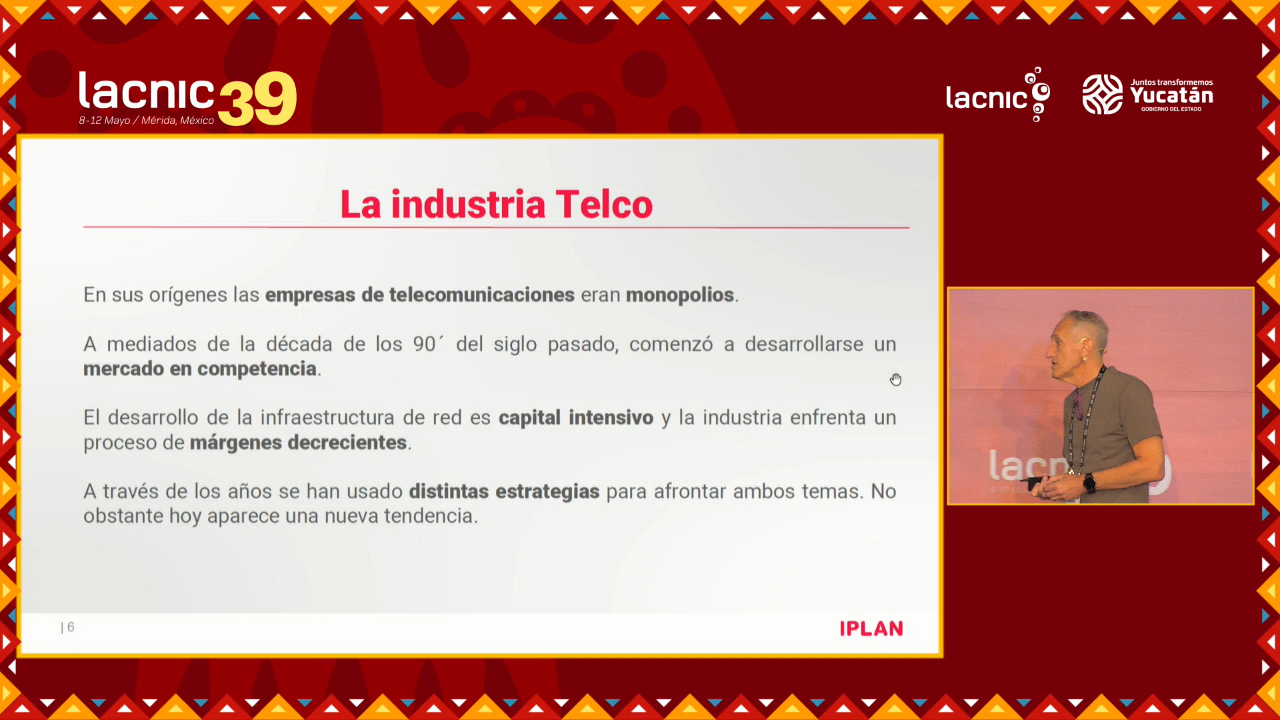 lacnic 39
8-12 Mayo / Mérida, México
lacnic
Juntos transformemos
Yucatán
GOBIERNO DEL ESTADO
La industria Telco
En sus orígenes las empresas de telecomunicaciones eran monopolios.
A mediados de la década de los 90´ del siglo pasado, comenzó a desarrollarse un
mercado en competencia.
El desarrollo de la infraestructura de red es capital intensivo y la industria enfrenta un
proceso de márgenes decrecientes.
A través de los años se han usado distintas estrategias para afrontar ambos temas. No
obstante hoy aparece una nueva tendencia.
| 6
IPLAN